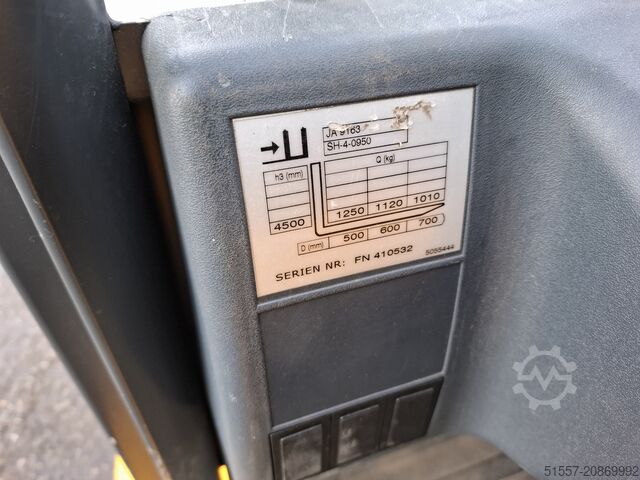 JA 9163
SH-4-0950
h3 (mm) Q (kg)
4500 1250 1120 1010
D (mm) 500 600 700
SERIEN NR: FN 410532 5055444
51557-20869992